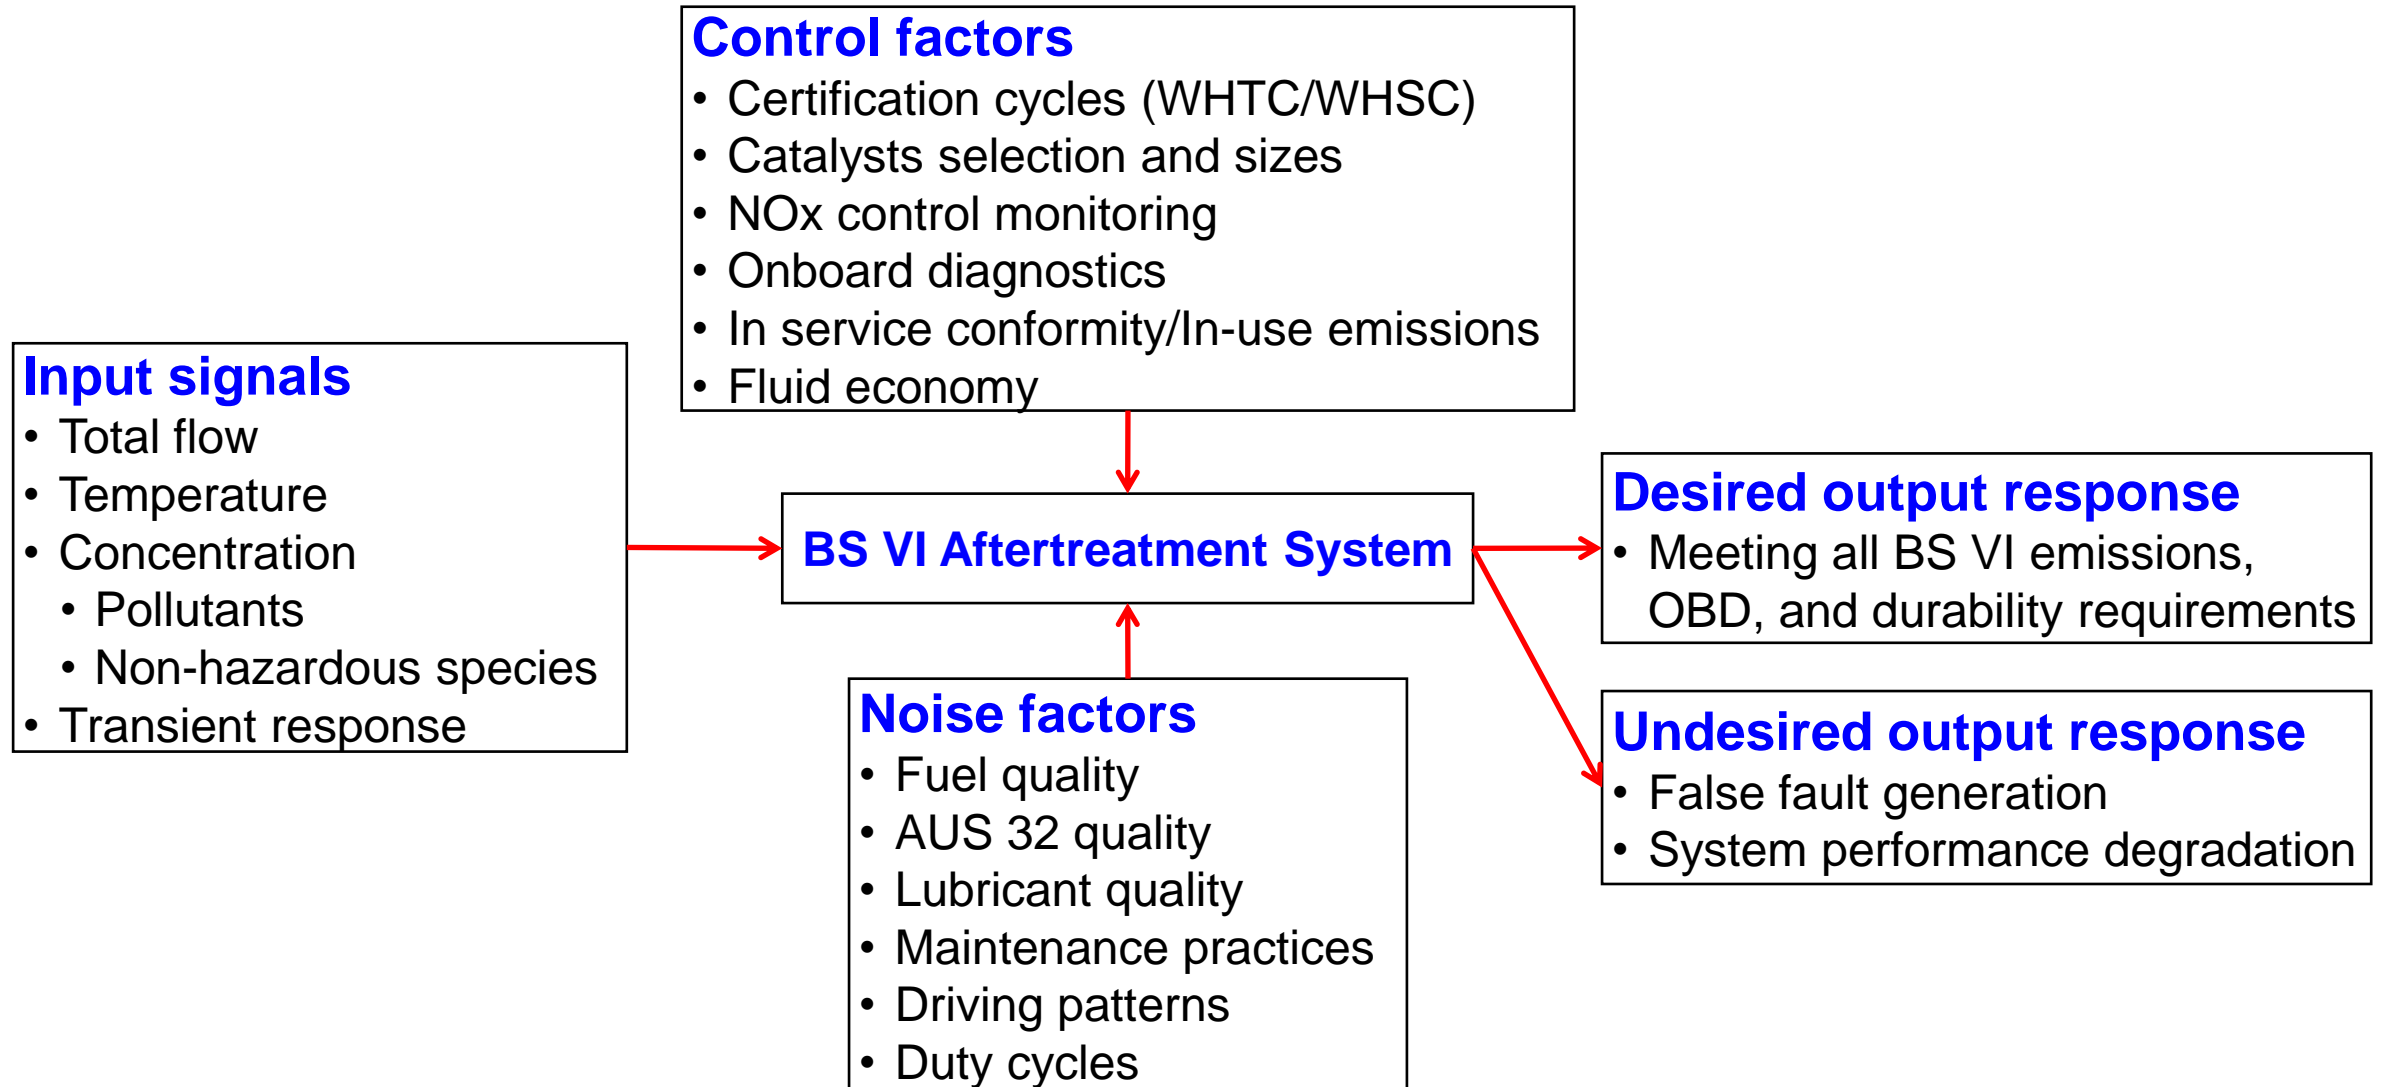 Control factors
• Certification cycles (WHTC/WHSC)
• Catalysts selection and sizes
• NOx control monitoring
• Onboard diagnostics
• In service conformity/In-use emissions
• Fluid economy
Input signals
• Total flow
• Temperature
• Concentration
• Pollutants
• Non-hazardous species
• Transient response
BS VI Aftertreatment System
Desired output response
• Meeting all BS VI emissions,
OBD, and durability requirements
Undesired output response
• False fault generation
• System performance degradation
Noise factors
• Fuel quality
• AUS 32 quality
• Lubricant quality
• Maintenance practices
• Driving patterns
• Duty cycles